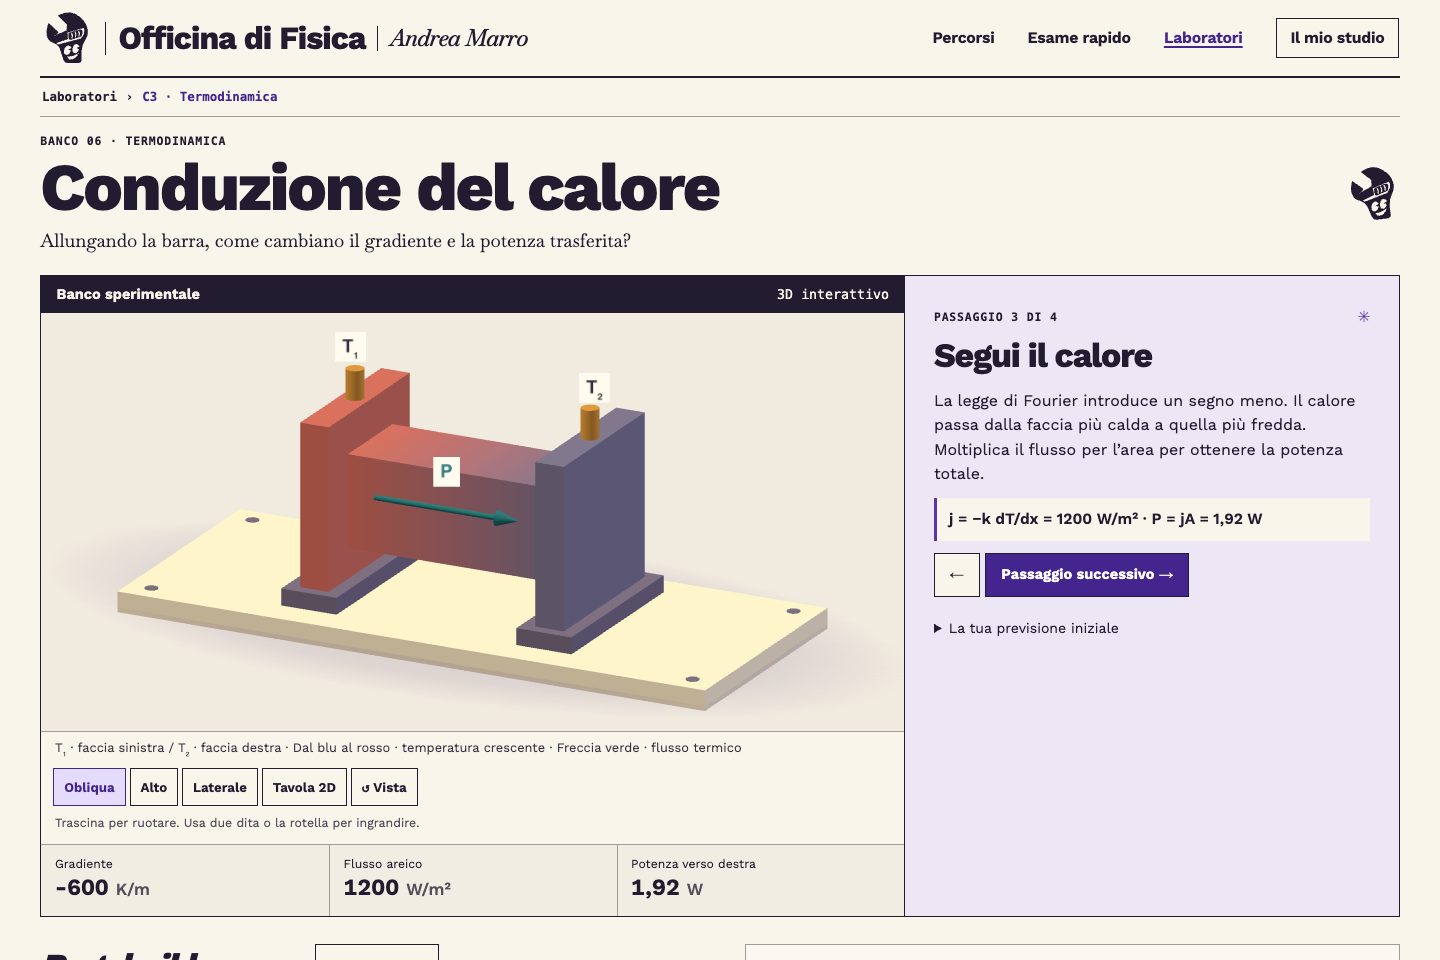 Officina di Fisica
Andrea Marro
Percorsi
Esame rapido
Laboratori
Il mio studio
Laboratori › C3 · Termodinamica
BANCO 06 · TERMODINAMICA
Conduzione del calore
Allungando la barra, come cambiano il gradiente e la potenza trasferita?
Banco sperimentale
3D interattivo
T₁
T₂
P
T₁ · faccia sinistra / T₂ · faccia destra · Dal blu al rosso · temperatura crescente · Freccia verde · flusso termico
Obliqua
Alto
Laterale
Tavola 2D
↺ Vista
Trascina per ruotare. Usa due dita o la rotella per ingrandire.
Gradiente
-600 K/m
Flusso areico
1200 W/m²
Potenza verso destra
1,92 W
PASSAGGIO 3 DI 4
Segui il calore
La legge di Fourier introduce un segno meno. Il calore
passa dalla faccia più calda a quella più fredda.
Moltiplica il flusso per l’area per ottenere la potenza
totale.
j = −k dT/dx = 1200 W/m² · P = jA = 1,92 W
←
Passaggio successivo →
▶ La tua previsione iniziale